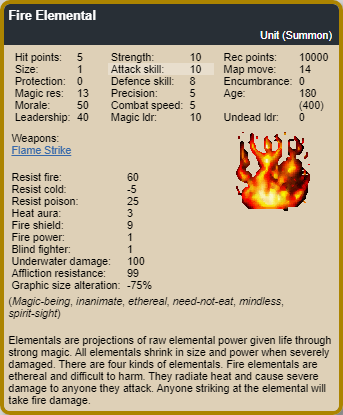 Fire Elemental
Unit (Summon)
Hit points: 5 Strength: 10 Rec points: 10000
Size: 1 Attack skill: 10 Map move: 14
Protection: 0 Defence skill: 8 Encumbrance: 0
Magic res: 13 Precision: 5 Age: 180
Morale: 50 Combat speed: 5 (400)
Leadership: 40 Magic ldr: 10 Undead ldr: 0
Weapons:
Flame Strike
Resist fire: 60
Resist cold: -5
Resist poison: 25
Heat aura: 3
Fire shield: 9
Fire power: 1
Blind fighter: 1
Underwater damage: 100
Affliction resistance: 99
Graphic size alteration: -75%
(Magic-being, inanimate, ethereal, need-not-eat, mindless,
spirit-sight)
Elementals are projections of raw elemental power given life through
strong magic. All elementals shrink in size and power when severely
damaged. There are four kinds of elementals. Fire elementals are
ethereal and difficult to harm. They radiate heat and cause severe
damage to anyone they attack. Anyone striking at the elemental will
take fire damage.